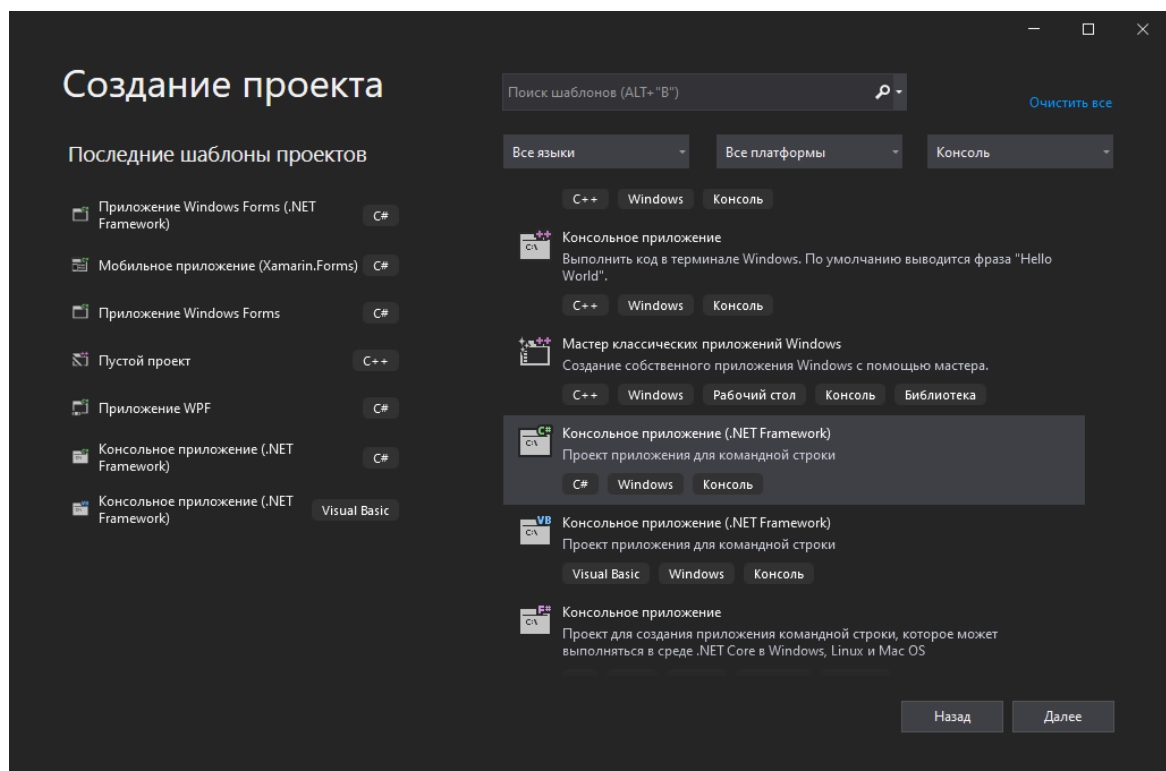 Создание проекта
Последние шаблоны проектов
Приложение Windows Forms (.NET
Framework)
C#
Мобильное приложение (Xamarin.Forms)
C#
Приложение Windows Forms
C#
Пустой проект
C++
Приложение WPF
C#
Консольное приложение (.NET
Framework)
C#
Консольное приложение (.NET
Framework)
Visual Basic
Поиск шаблонов (ALT+"В")
Очистить все
Все языки
Все платформы
Консоль
C++ Windows Консоль
Консольное приложение
Выполнить код в терминале Windows. По умолчанию выводится фраза "Hello
World".
C++ Windows Консоль
Мастер классических приложений Windows
Создание собственного приложения Windows с помощью мастера.
C++ Windows Рабочий стол Консоль Библиотека
Консольное приложение (.NET Framework)
Проект приложения для командной строки
C# Windows Консоль
Консольное приложение (.NET Framework)
Проект приложения для командной строки
Visual Basic Windows Консоль
Консольное приложение
Проект для создания приложения командной строки, которое может
выполняться в среде .NET Core в Windows, Linux и Mac OS
Назад
Далее